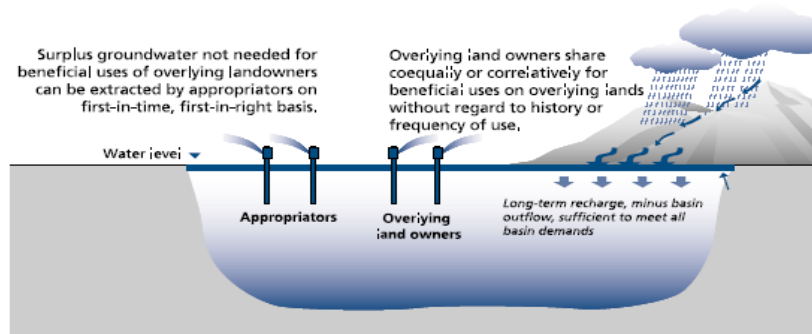 Surplus groundwater not needed for
beneficial uses of overlying landowners
can be extracted by appropriators on
first-in-time, first-in-right basis.
Overlying land owners share
coequally or correlatively for
beneficial uses on overlying lands
without regard to history or
frequency of use.
Water level
Appropriators
Overlying
land owners
Long-term recharge, minus basin
outflow, sufficient to meet all
basin demands